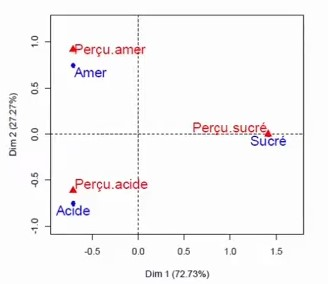 Dim 2 (27.27%)
1.0
0.5
0.0
-0.5
-1.0
Perçu.amer
Amer
Perçu.sucré
Sucré
Perçu.acide
Acide
-0.5 0.0 0.5 1.0 1.5
Dim 1 (72.73%)